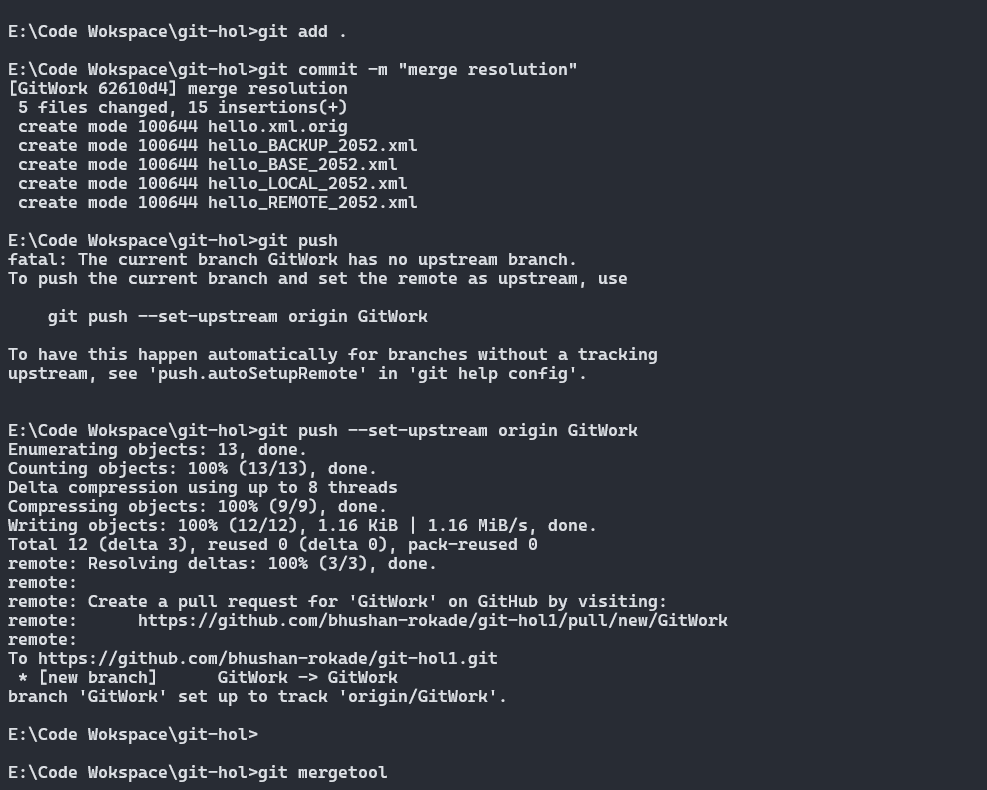 E:\Code Wokspace\git-hol>git add .
E:\Code Wokspace\git-hol>git commit -m "merge resolution"
[GitWork 62610d4] merge resolution
 5 files changed, 15 insertions(+)
 create mode 100644 hello.xml.orig
 create mode 100644 hello_BACKUP_2052.xml
 create mode 100644 hello_BASE_2052.xml
 create mode 100644 hello_LOCAL_2052.xml
 create mode 100644 hello_REMOTE_2052.xml
E:\Code Wokspace\git-hol>git push
fatal: The current branch GitWork has no upstream branch.
To push the current branch and set the remote as upstream, use
    git push --set-upstream origin GitWork
To have this happen automatically for branches without a tracking
upstream, see 'push.autoSetupRemote' in 'git help config'.
E:\Code Wokspace\git-hol>git push --set-upstream origin GitWork
Enumerating objects: 13, done.
Counting objects: 100% (13/13), done.
Delta compression using up to 8 threads
Compressing objects: 100% (9/9), done.
Writing objects: 100% (12/12), 1.16 KiB | 1.16 MiB/s, done.
Total 12 (delta 3), reused 0 (delta 0), pack-reused 0
remote: Resolving deltas: 100% (3/3), done.
remote:
remote: Create a pull request for 'GitWork' on GitHub by visiting:
remote:      https://github.com/bhushan-rokade/git-hol1/pull/new/GitWork
remote:
To https://github.com/bhushan-rokade/git-hol1.git
 * [new branch]      GitWork -> GitWork
branch 'GitWork' set up to track 'origin/GitWork'.
E:\Code Wokspace\git-hol>
E:\Code Wokspace\git-hol>git mergetool